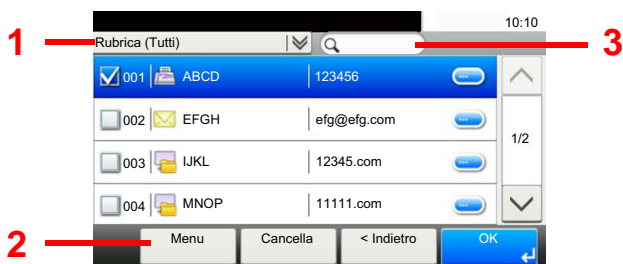 10:10
1 Rubrica (Tutti) 3
001 ABCD 123456
002 EFGH efg@efg.com
1/2
003 IJKL 12345.com
004 MNOP 11111.com
2 Menu Cancella < Indietro OK